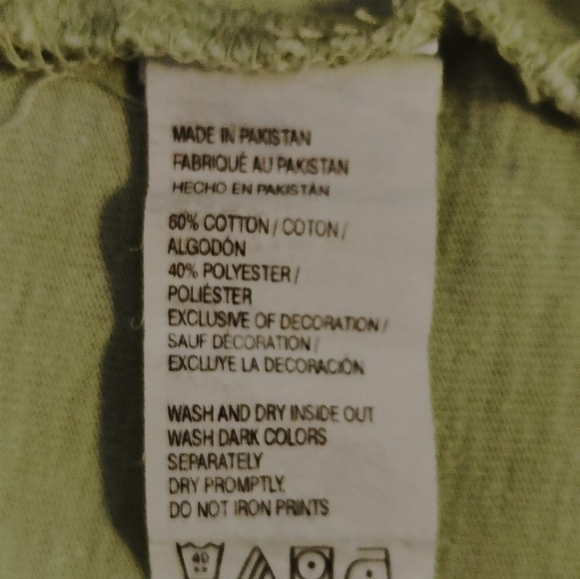 MADE IN PAKISTAN
FABRIQUÉ AU PAKISTAN
HECHO EN PAKISTÁN
60% COTTON / COTON /
ALGODÓN
40% POLYESTER /
POLIÉSTER
EXCLUSIVE OF DECORATION /
SAUF DÉCORATION /
EXCLUYE LA DECORACIÓN
WASH AND DRY INSIDE OUT
WASH DARK COLORS
SEPARATELY
DRY PROMPTLY
DO NOT IRON PRINTS
40